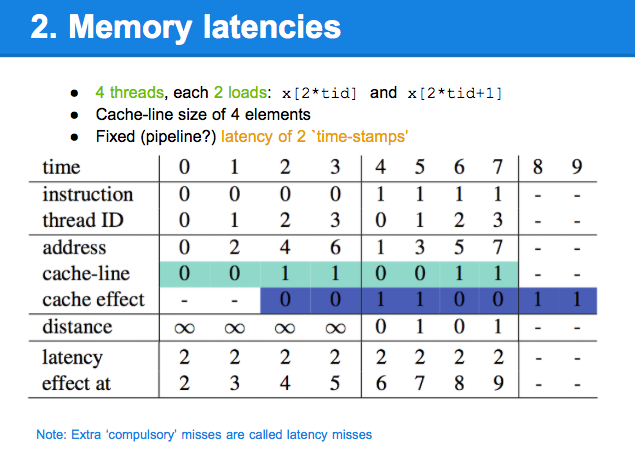 2. Memory latencies
● 4 threads, each 2 loads: x[2*tid] and x[2*tid+1]
● Cache-line size of 4 elements
● Fixed (pipeline?) latency of 2 `time-stamps'
time 0 1 2 3 4 5 6 7 8 9
instruction 0 0 0 0 1 1 1 1 - -
thread ID 0 1 2 3 0 1 2 3 - -
address 0 2 4 6 1 3 5 7 - -
cache-line 0 0 1 1 0 0 1 1 - -
cache effect - - 0 0 1 1 0 0 1 1
distance ∞ ∞ ∞ ∞ 0 1 0 1 - -
latency 2 2 2 2 2 2 2 2 - -
effect at 2 3 4 5 6 7 8 9 - -
Note: Extra 'compulsory' misses are called latency misses